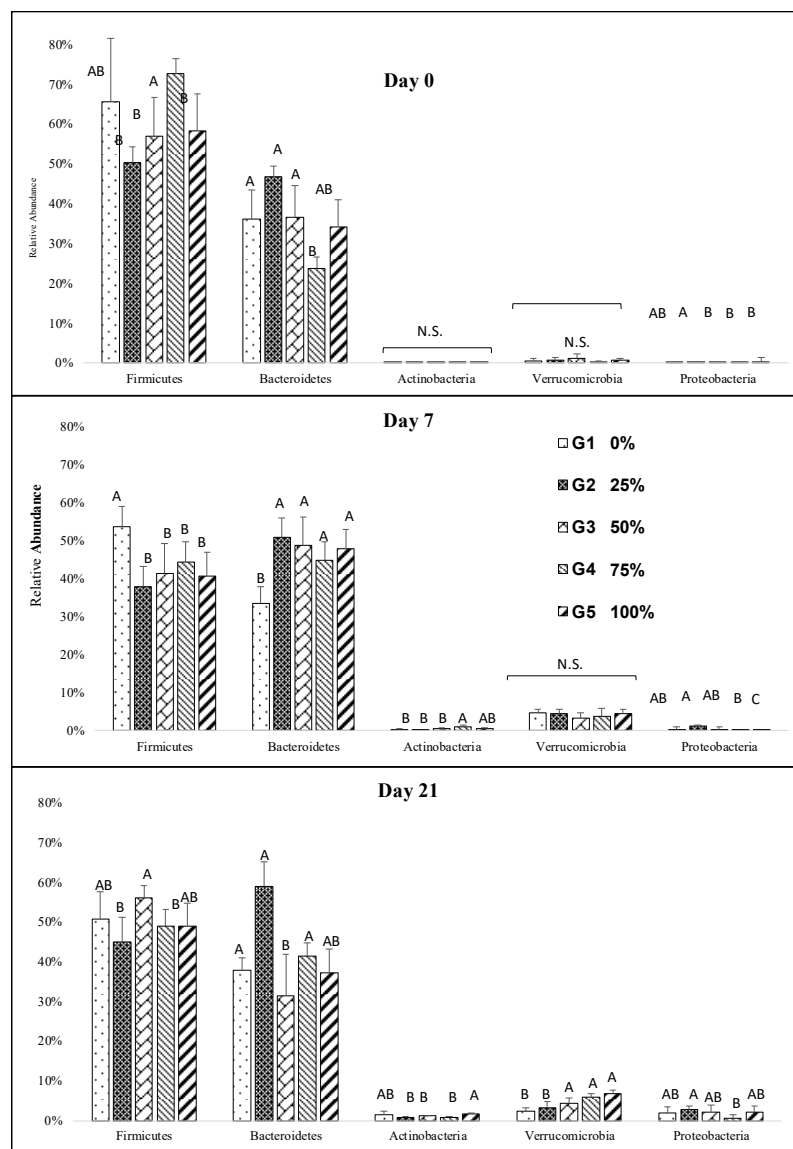 Day 0
80%
70%
60%
50%
40%
30%
20%
10%
0%
Relative Abundance
AB B B A B
A A A B AB
N.S.
N.S.
AB A B B B
Firmicutes Bacteroidetes Actinobacteria Verrucomicrobia Proteobacteria
Day 7
80%
70%
60%
50%
40%
30%
20%
10%
0%
Relative Abundance
G1 0%
G2 25%
G3 50%
G4 75%
G5 100%
A B B B B
B A A A A
B B B A AB
N.S.
AB A AB B C
Firmicutes Bacteroidetes Actinobacteria Verrucomicrobia Proteobacteria
Day 21
80%
70%
60%
50%
40%
30%
20%
10%
0%
AB B A B AB
A A B A AB
AB B B B A
B B A A A
AB A AB B AB
Firmicutes Bacteroidetes Actinobacteria Verrucomicrobia Proteobacteria